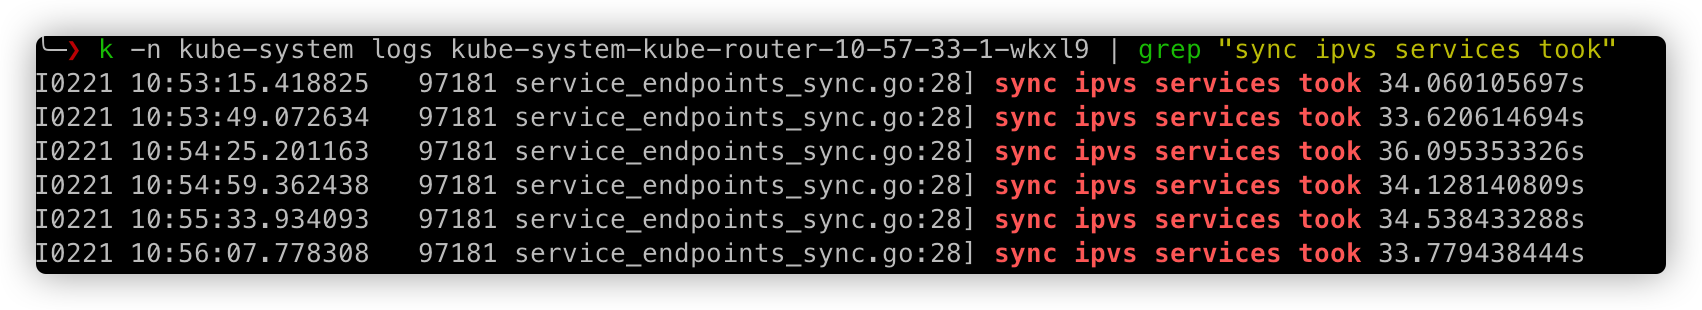 ╰─❯ k -n kube-system logs kube-system-kube-router-10-57-33-1-wkxl9 | grep "sync ipvs services took"
I0221 10:53:15.418825   97181 service_endpoints_sync.go:28] sync ipvs services took 34.060105697s
I0221 10:53:49.072634   97181 service_endpoints_sync.go:28] sync ipvs services took 33.620614694s
I0221 10:54:25.201163   97181 service_endpoints_sync.go:28] sync ipvs services took 36.095353326s
I0221 10:54:59.362438   97181 service_endpoints_sync.go:28] sync ipvs services took 34.128140809s
I0221 10:55:33.934093   97181 service_endpoints_sync.go:28] sync ipvs services took 34.538433288s
I0221 10:56:07.778308   97181 service_endpoints_sync.go:28] sync ipvs services took 33.779438444s